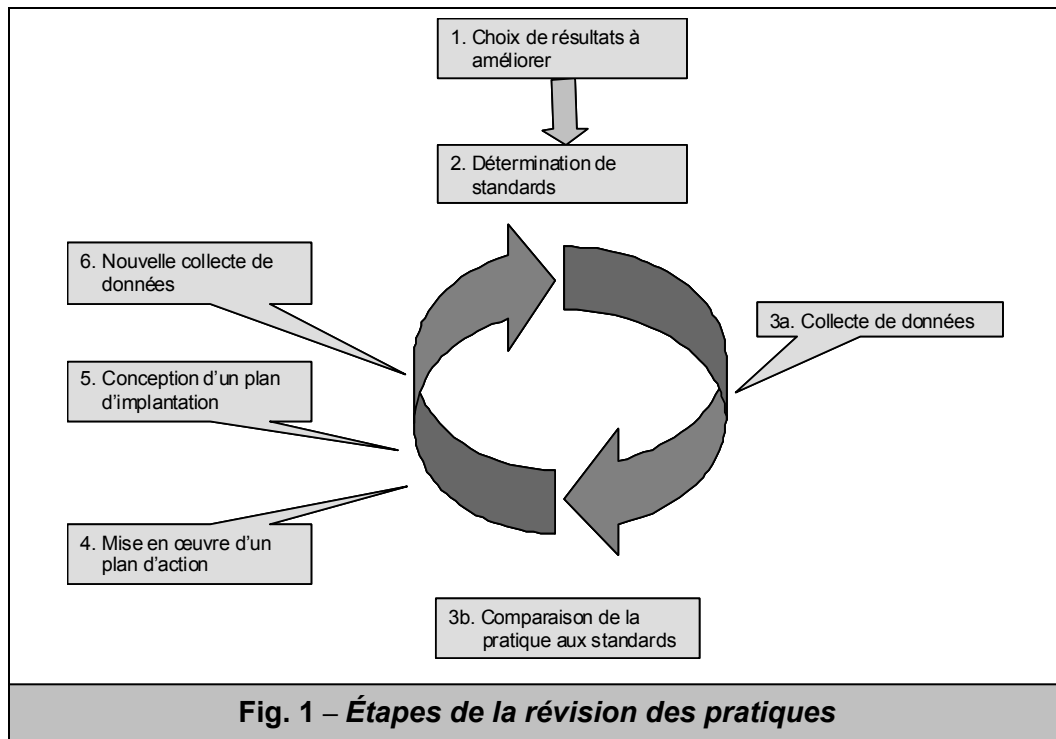 1. Choix de résultats à
améliorer
2. Détermination de
standards
3a. Collecte de données
3b. Comparaison de la
pratique aux standards
4. Mise en œuvre d'un
plan d'action
5. Conception d'un plan
d'implantation
6. Nouvelle collecte de
données
Fig. 1 – Étapes de la révision des pratiques